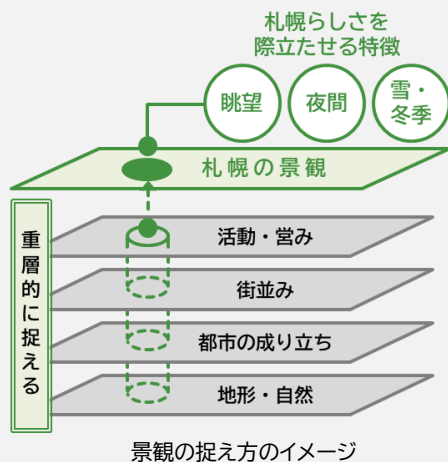 札幌らしさを
際立たせる特徴
眺望
夜間
雪・
冬季
札幌の景観
重層的に捉える
活動・営み
街並み
都市の成り立ち
地形・自然
景観の捉え方のイメージ